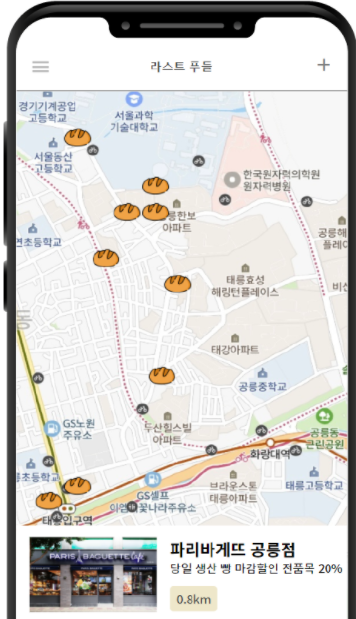 라스트 푸들
+
경기기계공업
고등학교
서울과학
기술대학교
서울동산
고등학교
한국원자력의학원
원자력병원
릉한보
아파트
공릉해
플레이
연초등학교
태릉효성
해링턴플레이스
비선
동
태강아파트
공릉중학교
GS노원
주유소
두산힐스빌
아파트
공릉동
근린공원
화랑대역
릉초등학교
GS셀프
꽃나라주유소
브라운스톤
태릉아파트
태릉고등학교
태릉입구역
PARIS BAGUETTE Café
파리바게뜨 공릉점
당일 생산 빵 마감할인 전품목 20%
0.8km